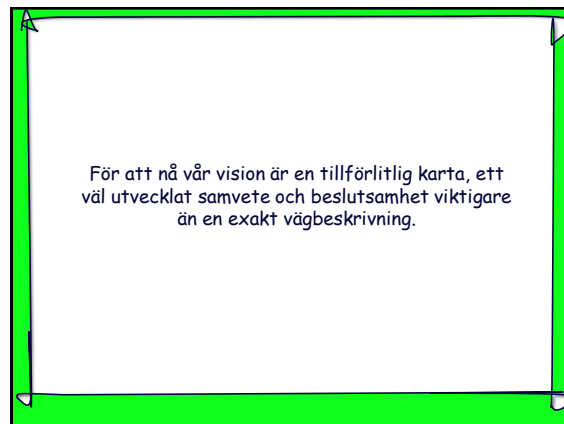 För att nå vår vision är en tillförlitlig karta, ett
väl utvecklat samvete och beslutsamhet viktigare
än en exakt vägbeskrivning.